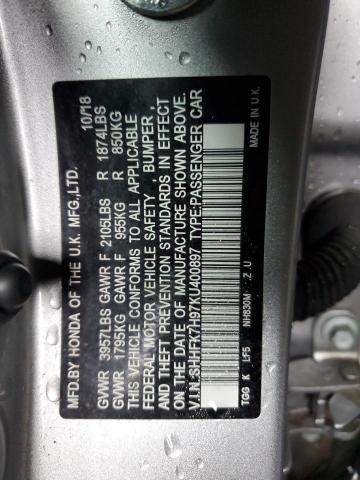 MFD.BY HONDA OF THE U.K. MFG.,LTD. 10/18
GVWR 3957LBS GAWR F 2105LBS R 1874LBS
GVWR 1795KG GAWR F 955KG R 850KG
THIS VEHICLE CONFORMS TO ALL APPLICABLE
FEDERAL MOTOR VEHICLE SAFETY, BUMPER,
AND THEFT PREVENTION STANDARDS IN EFFECT
ON THE DATE OF MANUFACTURE SHOWN ABOVE.
V.I.N.:SHHFK7H97KU400897 TYPE:PASSENGER CAR
TGG K LF5 NH830M Z U MADE IN U.K.